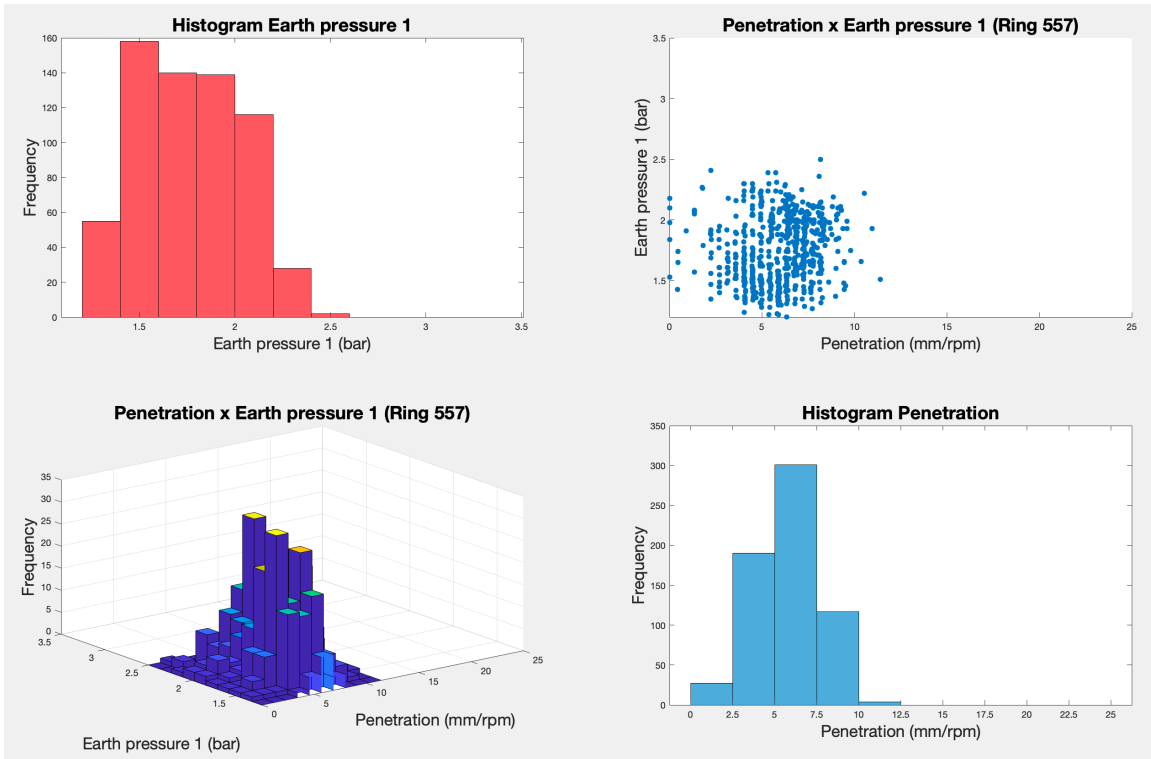 Histogram Earth pressure 1
160
140
120
100
80
60
40
20
0
Frequency
1.5 2 2.5 3 3.5
Earth pressure 1 (bar)
Penetration x Earth pressure 1 (Ring 557)
3.5
3
2.5
2
1.5
Earth pressure 1 (bar)
0 5 10 15 20 25
Penetration (mm/rpm)
Penetration x Earth pressure 1 (Ring 557)
35
30
25
20
15
10
5
0
Frequency
3.5
3
2.5
2
1.5
Earth pressure 1 (bar)
0
5
10
15
20
25
Penetration (mm/rpm)
Histogram Penetration
350
300
250
200
150
100
50
0
Frequency
0 2.5 5 7.5 10 12.5 15 17.5 20 22.5 25
Penetration (mm/rpm)